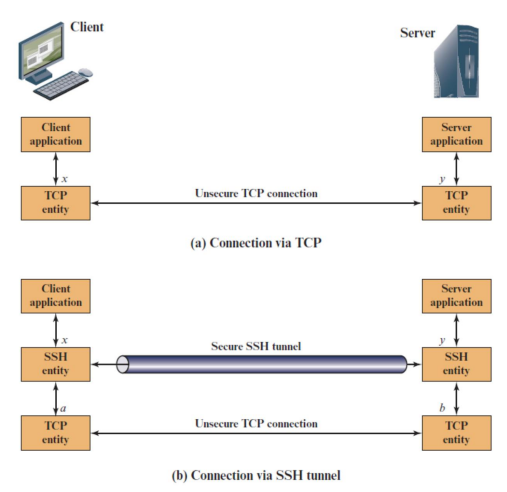 Client
Server
Client
application
Server
application
x
y
TCP
entity
Unsecure TCP connection
TCP
entity
(a) Connection via TCP
Client
application
Server
application
x
y
SSH
entity
Secure SSH tunnel
SSH
entity
a
b
TCP
entity
Unsecure TCP connection
TCP
entity
(b) Connection via SSH tunnel